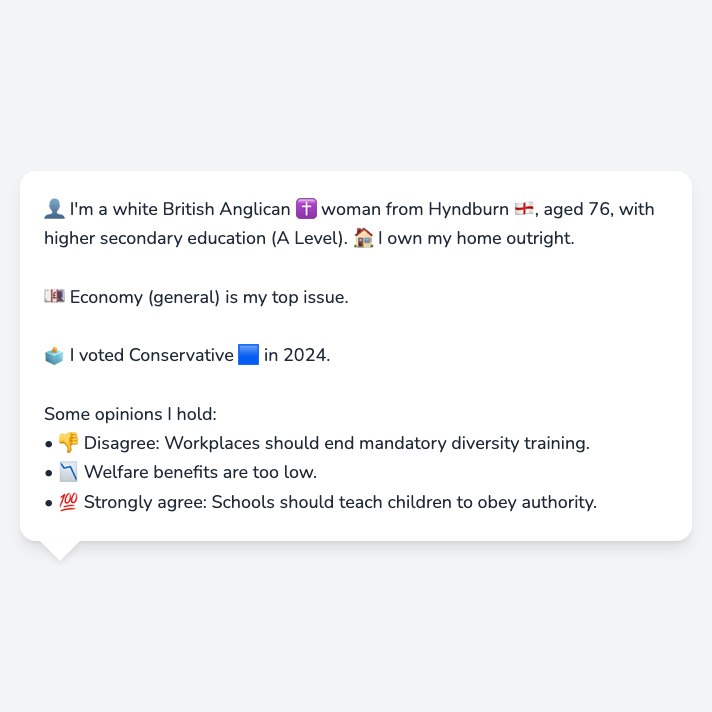 👤 I'm a white British Anglican ✝️ woman from Hyndburn 🏴󠁧󠁢󠁥󠁮󠁧󠁿, aged 76, with
higher secondary education (A Level). 🏠 I own my home outright.
💷 Economy (general) is my top issue.
🗳️ I voted Conservative 🟦 in 2024.
Some opinions I hold:
• 👎 Disagree: Workplaces should end mandatory diversity training.
• 📉 Welfare benefits are too low.
• 💯 Strongly agree: Schools should teach children to obey authority.